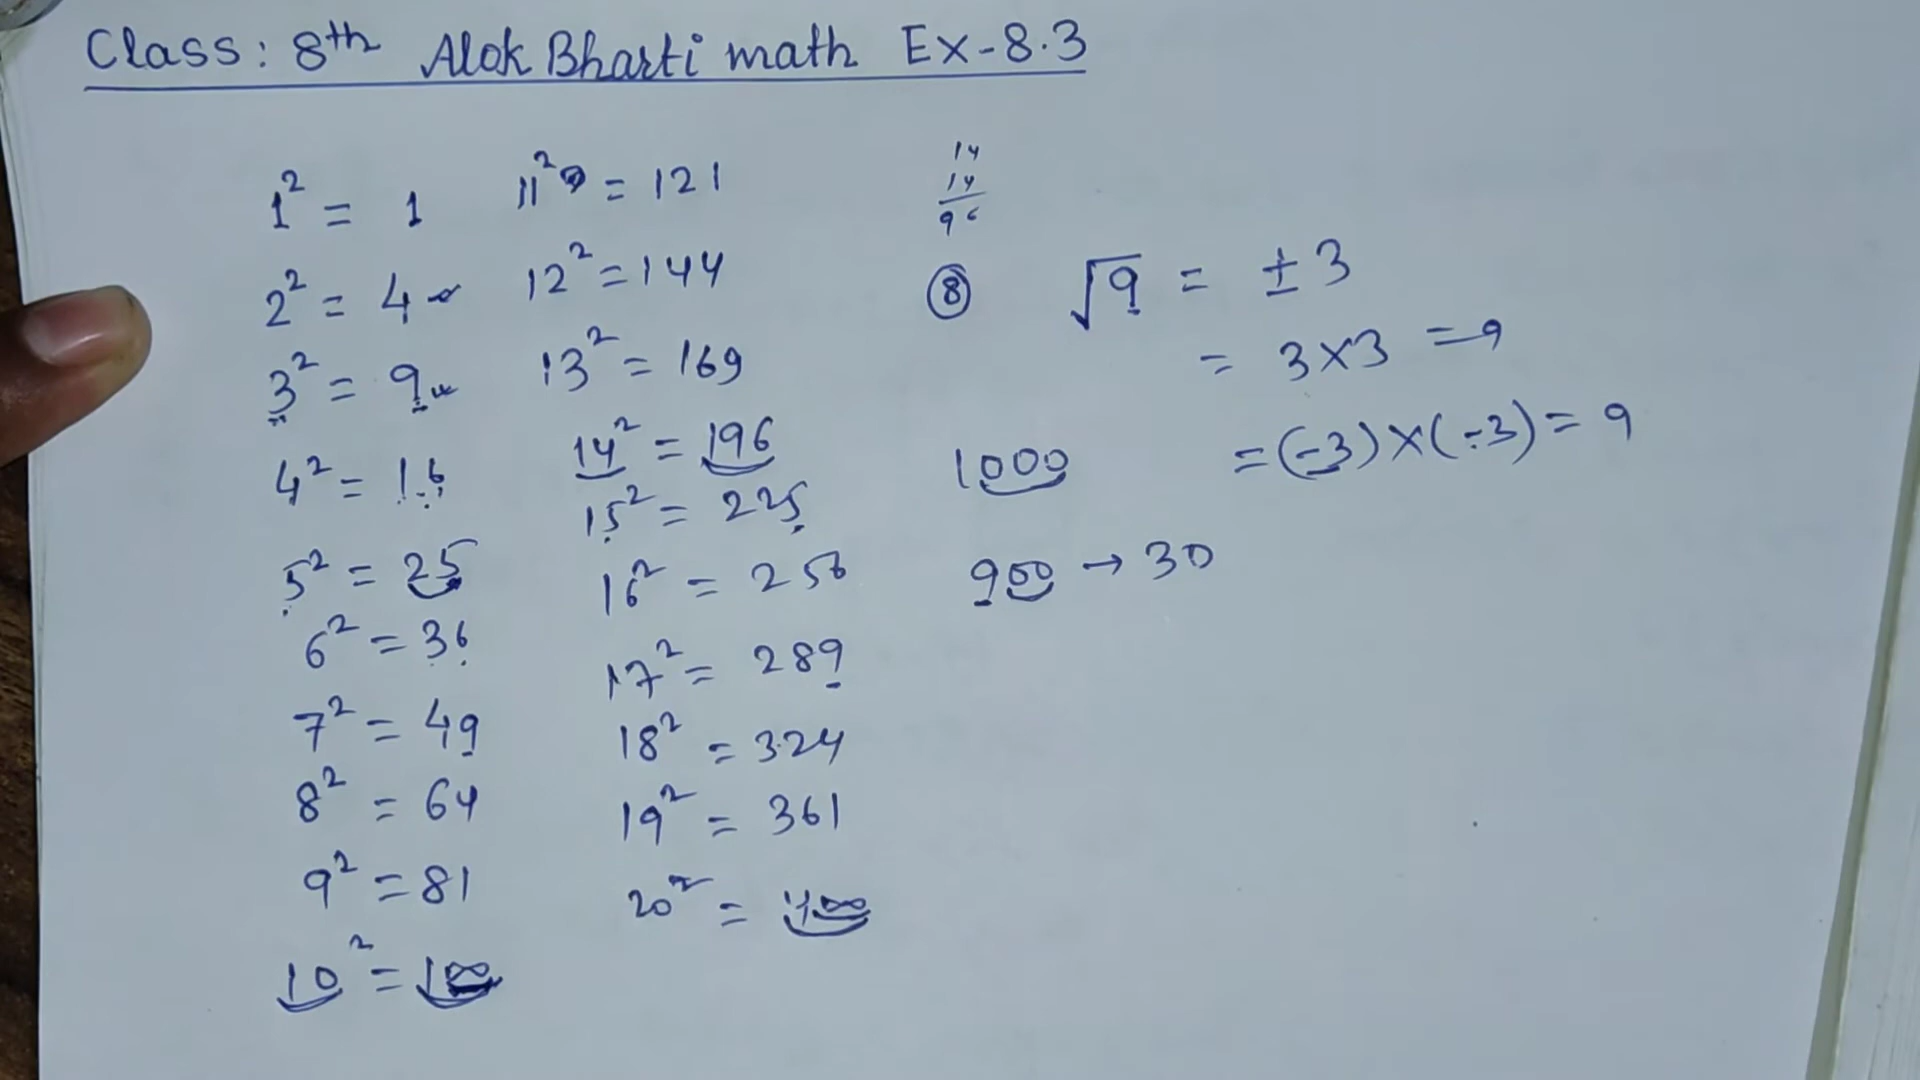 Class: 8th Alok Bharti math Ex-8.3
1² = 1
2² = 4
3² = 9
4² = 16
5² = 25
6² = 36
7² = 49
8² = 64
9² = 81
10² = 100
11² = 121
12² = 144
13² = 169
14² = 196
15² = 225
16² = 256
17² = 289
18² = 324
19² = 361
20² = 400
14
14
96
8 √9 = ±3
= 3×3 = 9
= (-3)×(-3) = 9
1000
900 → 30